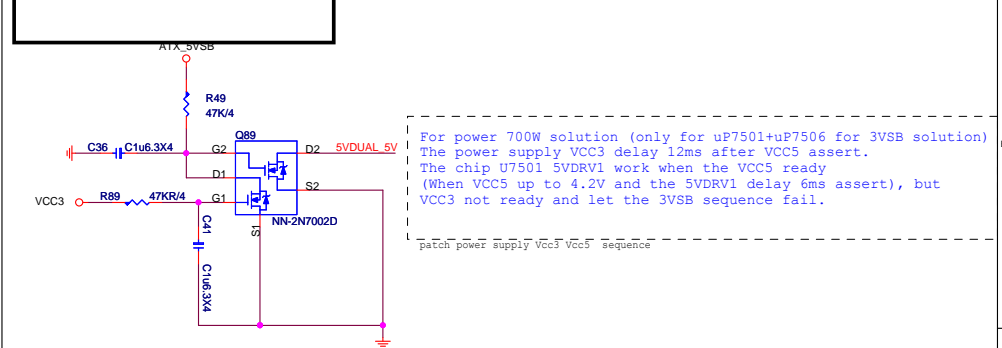 ATX_5VSB
R49
47K/4
Q89
C36 C1u6.3X4
G2
D2
5VDUAL_5V
D1
S2
VCC3
R89 47KR/4
G1
NN-2N7002D
S1
C41
C1u6.3X4
For power 700W solution (only for uP7501+uP7506 for 3VSB solution)
The power supply VCC3 delay 12ms after VCC5 assert.
The chip U7501 5VDRV1 work when the VCC5 ready
(When VCC5 up to 4.2V and the 5VDRV1 delay 6ms assert), but
VCC3 not ready and let the 3VSB sequence fail.
patch power supply Vcc3 Vcc5 sequence